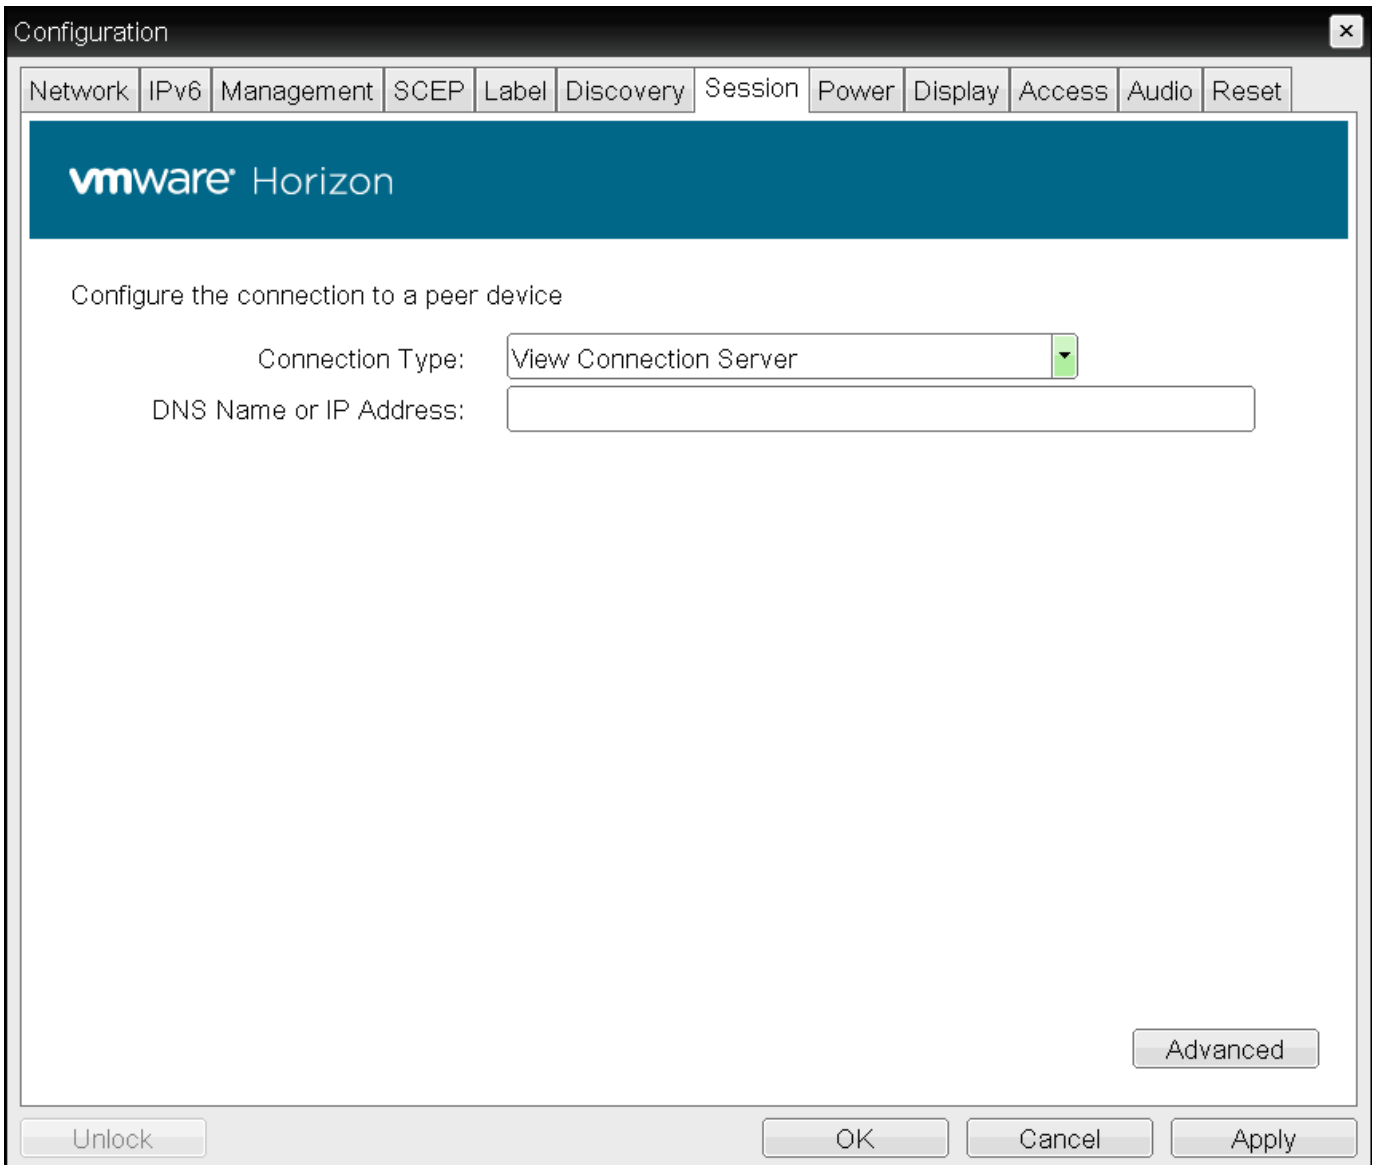 Configuration
Network IPv6 Management SCEP Label Discovery Session Power Display Access Audio Reset
vmware® Horizon
Configure the connection to a peer device
Connection Type: View Connection Server
DNS Name or IP Address:
Advanced
Unlock OK Cancel Apply